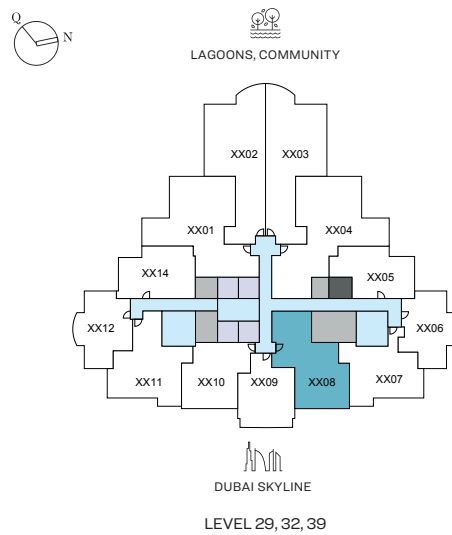 Q
N
LAGOONS, COMMUNITY
XX02 XX03
XX01 XX04
XX14 XX05
XX12 XX06
XX11 XX10 XX09 XX08 XX07
DUBAI SKYLINE
LEVEL 29, 32, 39